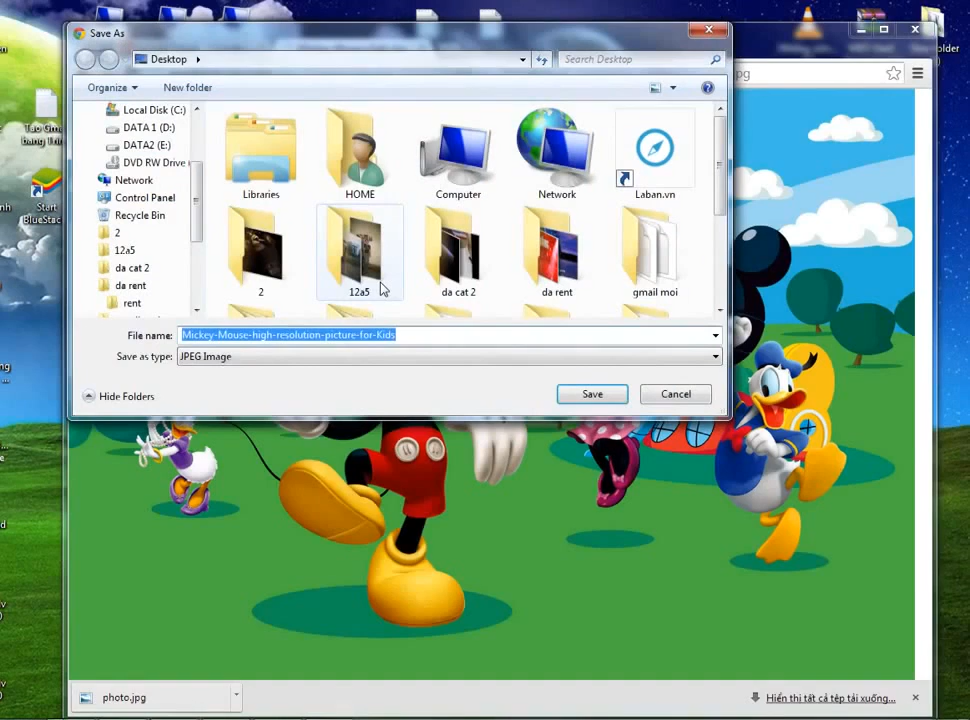 Save As
Desktop
Search Desktop
Organize
New folder
Local Disk (C:)
DATA 1 (D:)
DATA2 (E:)
DVD RW Drive
Network
Control Panel
Recycle Bin
2
12a5
da cat 2
da rent
rent
Libraries
HOME
Computer
Network
Laban.vn
2
12a5
da cat 2
da rent
gmail moi
File name:
Mickey-Mouse-high-resolution-picture-for-Kids
Save as type:
JPEG Image
Hide Folders
Save
Cancel
pg
older
Start
BlueStac
photo.jpg
Hiển thị tất cả tệp tải xuống...